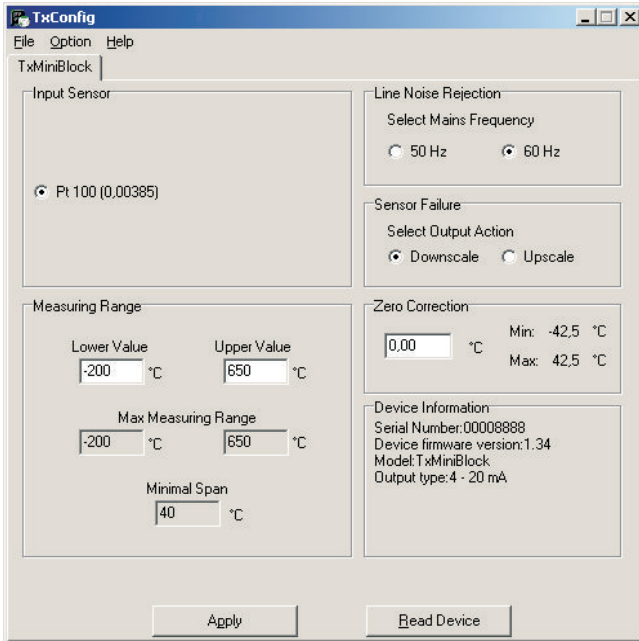 TxConfig
File Option Help
TxMiniBlock
Input Sensor
Pt 100 (0,00385)
Line Noise Rejection
Select Mains Frequency
50 Hz 60 Hz
Sensor Failure
Select Output Action
Downscale Upscale
Measuring Range
Lower Value Upper Value
-200 °C 650 °C
Max Measuring Range
-200 °C 650 °C
Minimal Span
40 °C
Zero Correction
0,00 °C
Min: -42,5 °C
Max: 42,5 °C
Device Information
Serial Number:00008888
Device firmware version:1.34
Model:TxMiniBlock
Output type:4 - 20 mA
Apply Read Device